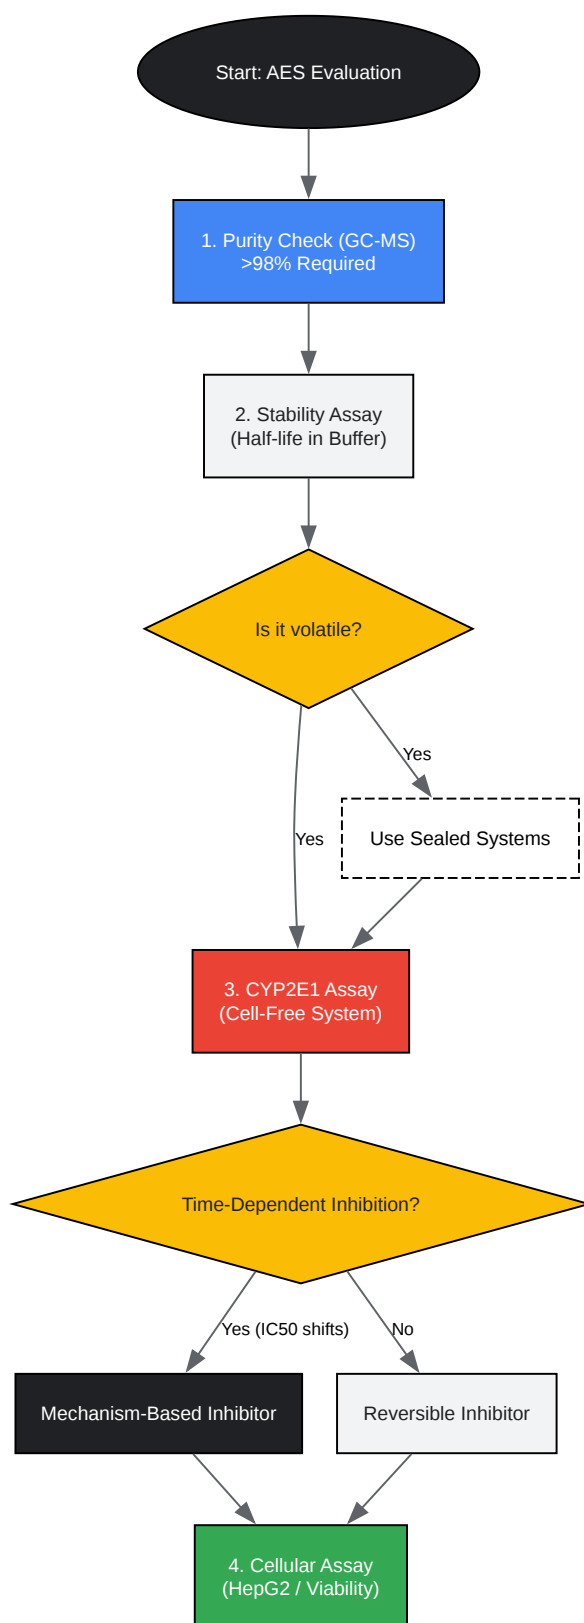 Start: AES Evaluation
1. Purity Check (GC-MS)
>98% Required
2. Stability Assay
(Half-life in Buffer)
Is it volatile?
Yes
Use Sealed Systems
Yes
3. CYP2E1 Assay
(Cell-Free System)
Time-Dependent Inhibition?
Yes (IC50 shifts)
No
Mechanism-Based Inhibitor
Reversible Inhibitor
4. Cellular Assay
(HepG2 / Viability)